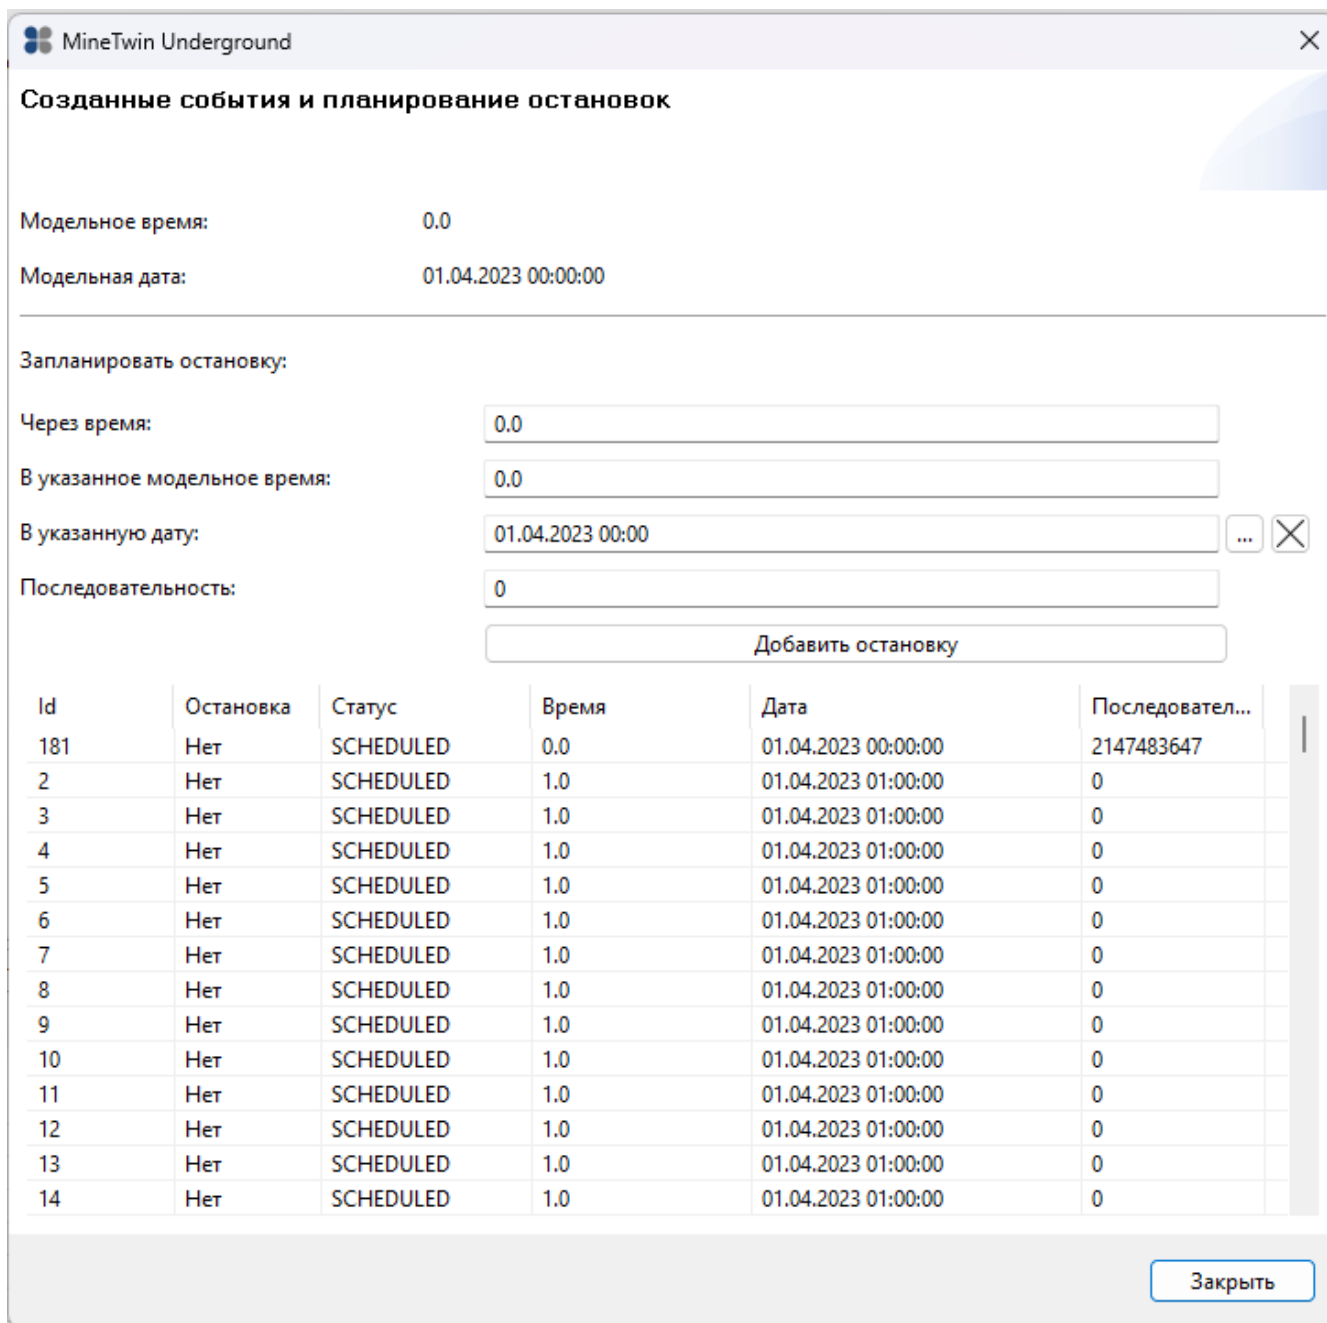 MineTwin Underground
Созданные события и планирование остановок
Модельное время: 0.0
Модельная дата: 01.04.2023 00:00:00
Запланировать остановку:
Через время: 0.0
В указанное модельное время: 0.0
В указанную дату: 01.04.2023 00:00 ...
Последовательность: 0
Добавить остановку
Id Остановка Статус Время Дата Последовател...
181 Нет SCHEDULED 0.0 01.04.2023 00:00:00 2147483647
2 Нет SCHEDULED 1.0 01.04.2023 01:00:00 0
3 Нет SCHEDULED 1.0 01.04.2023 01:00:00 0
4 Нет SCHEDULED 1.0 01.04.2023 01:00:00 0
5 Нет SCHEDULED 1.0 01.04.2023 01:00:00 0
6 Нет SCHEDULED 1.0 01.04.2023 01:00:00 0
7 Нет SCHEDULED 1.0 01.04.2023 01:00:00 0
8 Нет SCHEDULED 1.0 01.04.2023 01:00:00 0
9 Нет SCHEDULED 1.0 01.04.2023 01:00:00 0
10 Нет SCHEDULED 1.0 01.04.2023 01:00:00 0
11 Нет SCHEDULED 1.0 01.04.2023 01:00:00 0
12 Нет SCHEDULED 1.0 01.04.2023 01:00:00 0
13 Нет SCHEDULED 1.0 01.04.2023 01:00:00 0
14 Нет SCHEDULED 1.0 01.04.2023 01:00:00 0
Закрыть